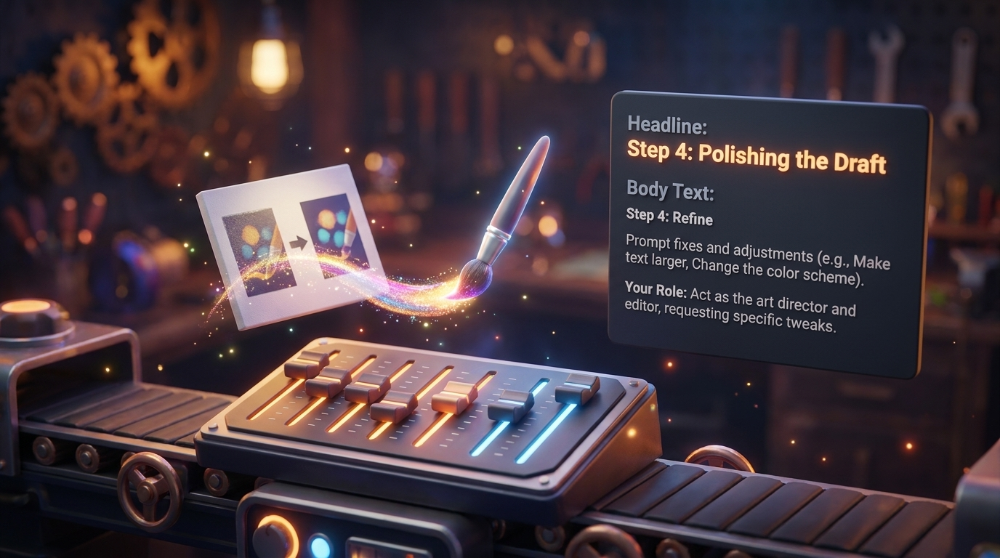 Headline:
Step 4: Polishing the Draft
Body Text:
Step 4: Refine
Prompt fixes and adjustments (e.g., Make
text larger, Change the color scheme).
Your Role: Act as the art director and
editor, requesting specific tweaks.